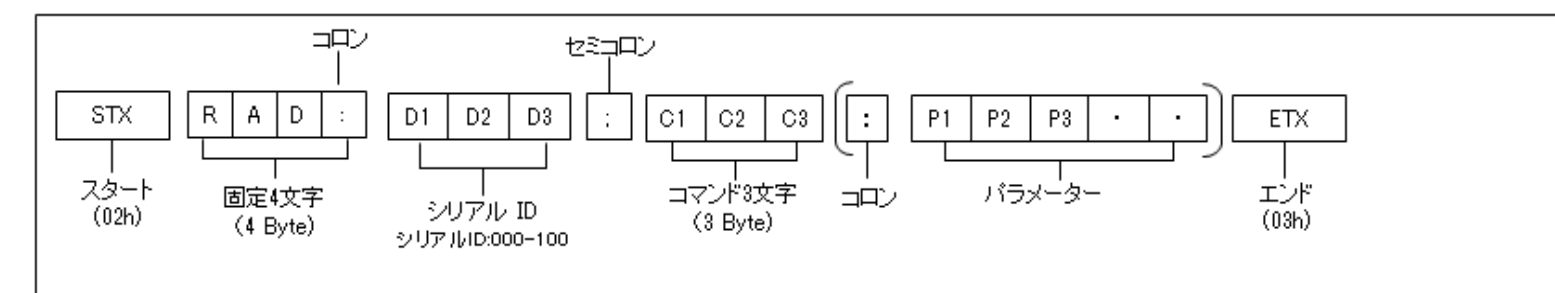 コロン
セミコロン
STX R A D : D1 D2 D3 ; C1 C2 C3 ( : P1 P2 P3 ・ ・ ) ETX
スタート
(02h)
固定4文字
(4 Byte)
シリアル ID
シリアルID:000-100
コマンド3文字
(3 Byte)
コロン
パラメーター
エンド
(03h)